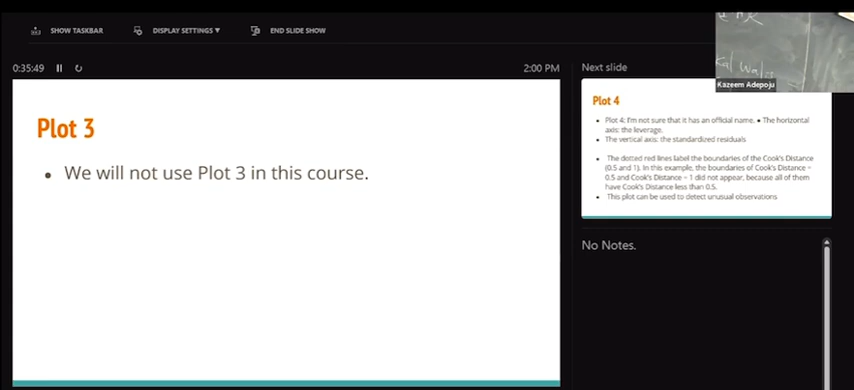 SHOW TASKBAR DISPLAY SETTINGS ▼ END SLIDE SHOW
0:35:49 2:00 PM
Plot 3
• We will not use Plot 3 in this course.
Next slide
Kazeem Adepoju
Plot 4
• Plot 4: I'm not sure that it has an official name. • The horizontal
axis: the leverage.
• The vertical axis: the standardized residuals
• The dotted red lines label the boundaries of the Cook's Distance
(0.5 and 1). In this example, the boundaries of Cook's Distance =
0.5 and Cook's Distance = 1 did not appear, because all of them
have Cook's Distance less than 0.5.
• This plot can be used to detect unusual observations
No Notes.